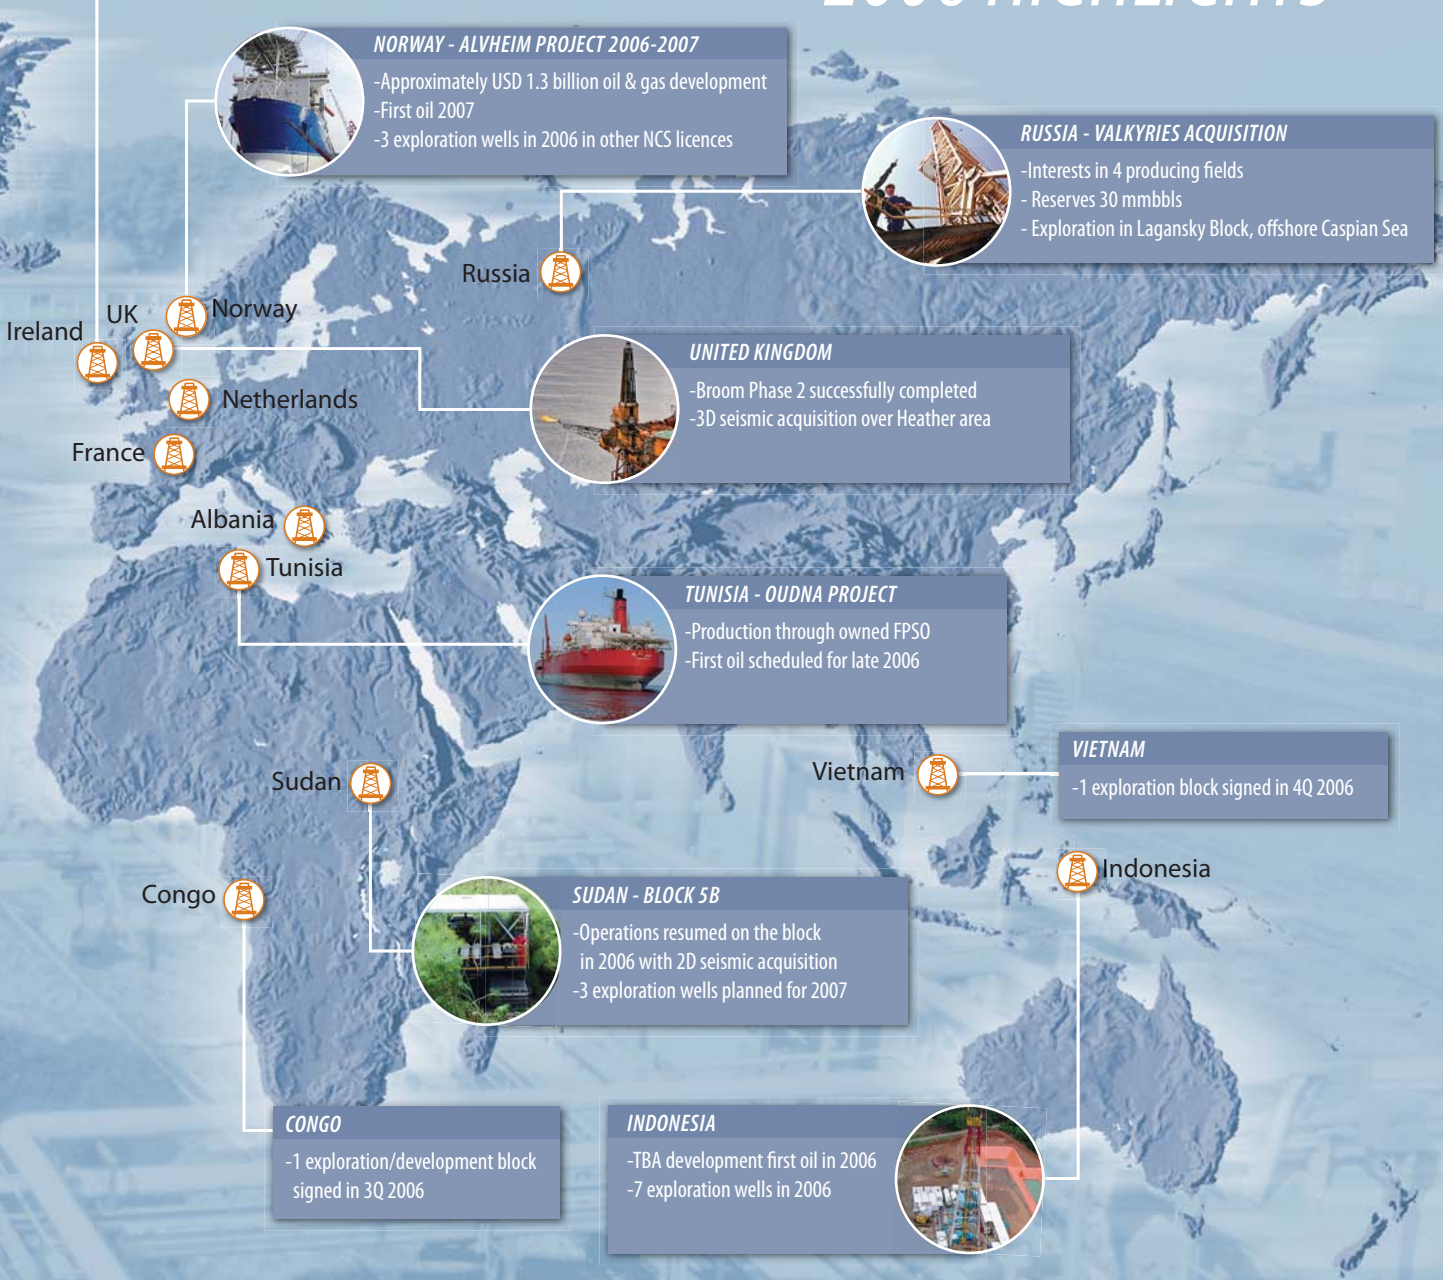 2006 HIGHLIGHTS
NORWAY - ALVHEIM PROJECT 2006-2007
-Approximately USD 1.3 billion oil & gas development
-First oil 2007
-3 exploration wells in 2006 in other NCS licences
RUSSIA - VALKYRIES ACQUISITION
-Interests in 4 producing fields
- Reserves 30 mmbbls
- Exploration in Lagansky Block, offshore Caspian Sea
Russia
Norway
UK
Ireland
UNITED KINGDOM
-Broom Phase 2 successfully completed
-3D seismic acquisition over Heather area
Netherlands
France
Albania
Tunisia
TUNISIA - OUDNA PROJECT
-Production through owned FPSO
-First oil scheduled for late 2006
Sudan
Vietnam
VIETNAM
-1 exploration block signed in 4Q 2006
Indonesia
Congo
SUDAN - BLOCK 5B
-Operations resumed on the block
in 2006 with 2D seismic acquisition
-3 exploration wells planned for 2007
CONGO
-1 exploration/development block
signed in 3Q 2006
INDONESIA
-TBA development first oil in 2006
-7 exploration wells in 2006